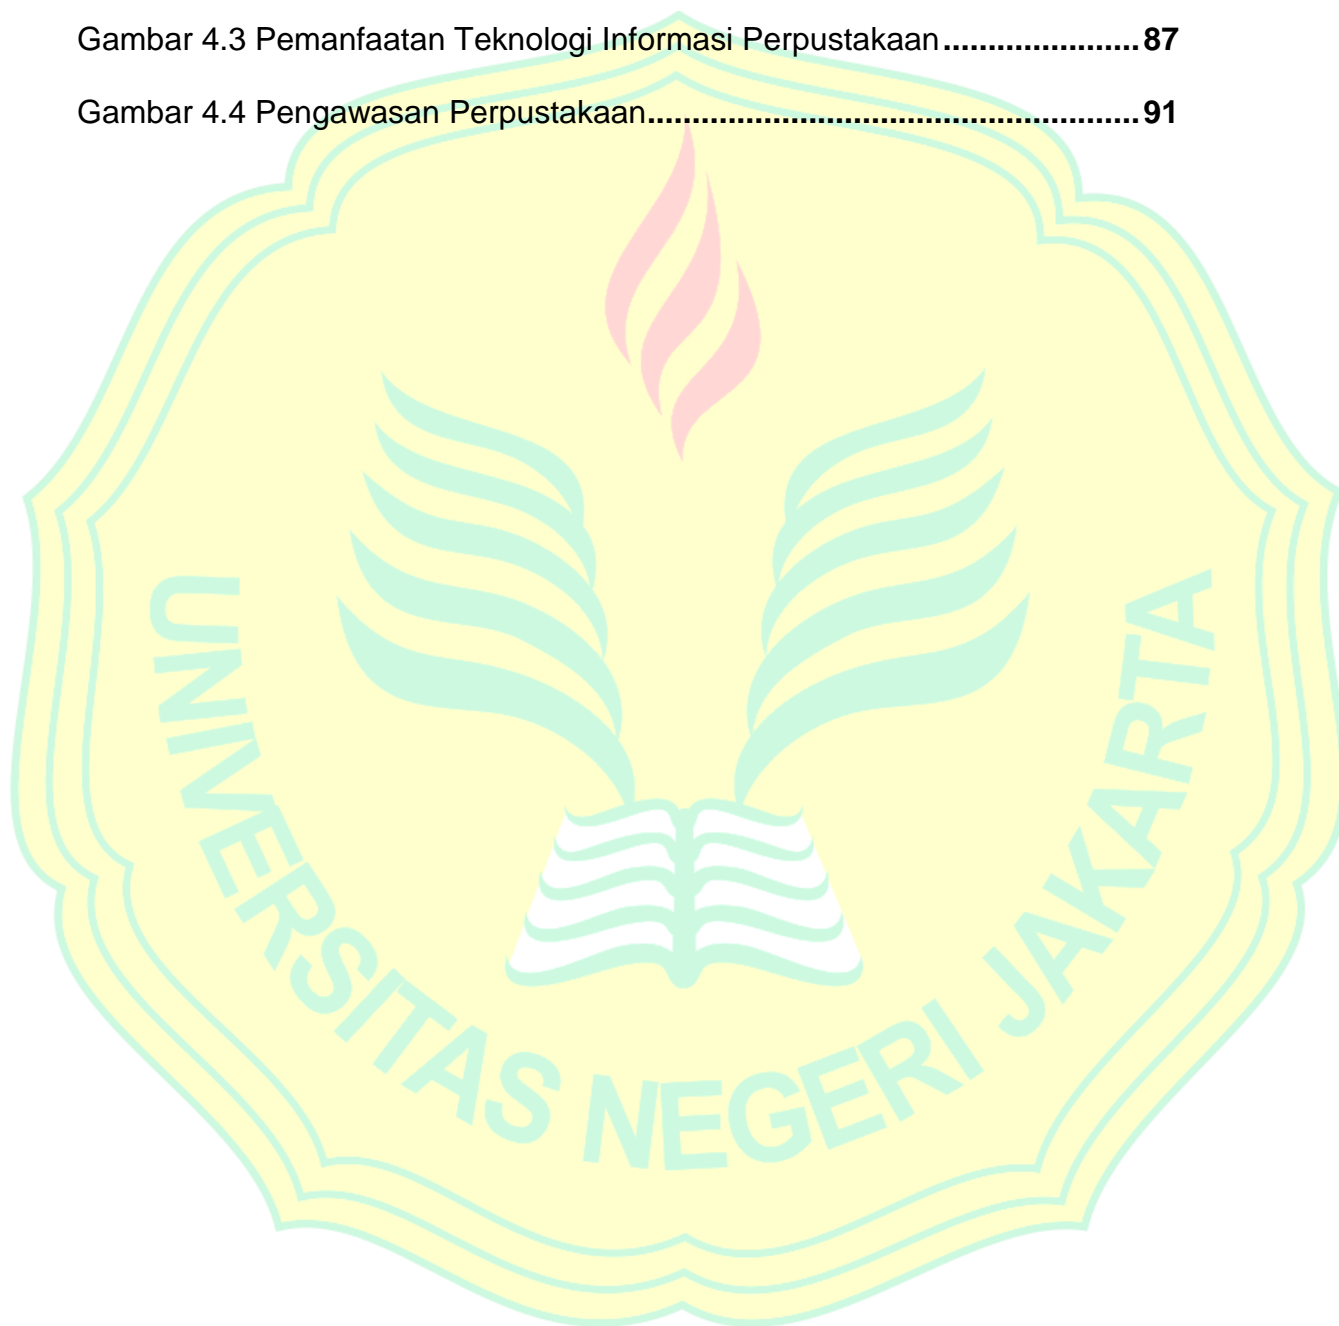 Gambar 4.3 Pemanfaatan Teknologi Informasi Perpustakaan......................87
Gambar 4.4 Pengawasan Perpustakaan.......................................................91
UNIVERSITAS NEGERI JAKARTA